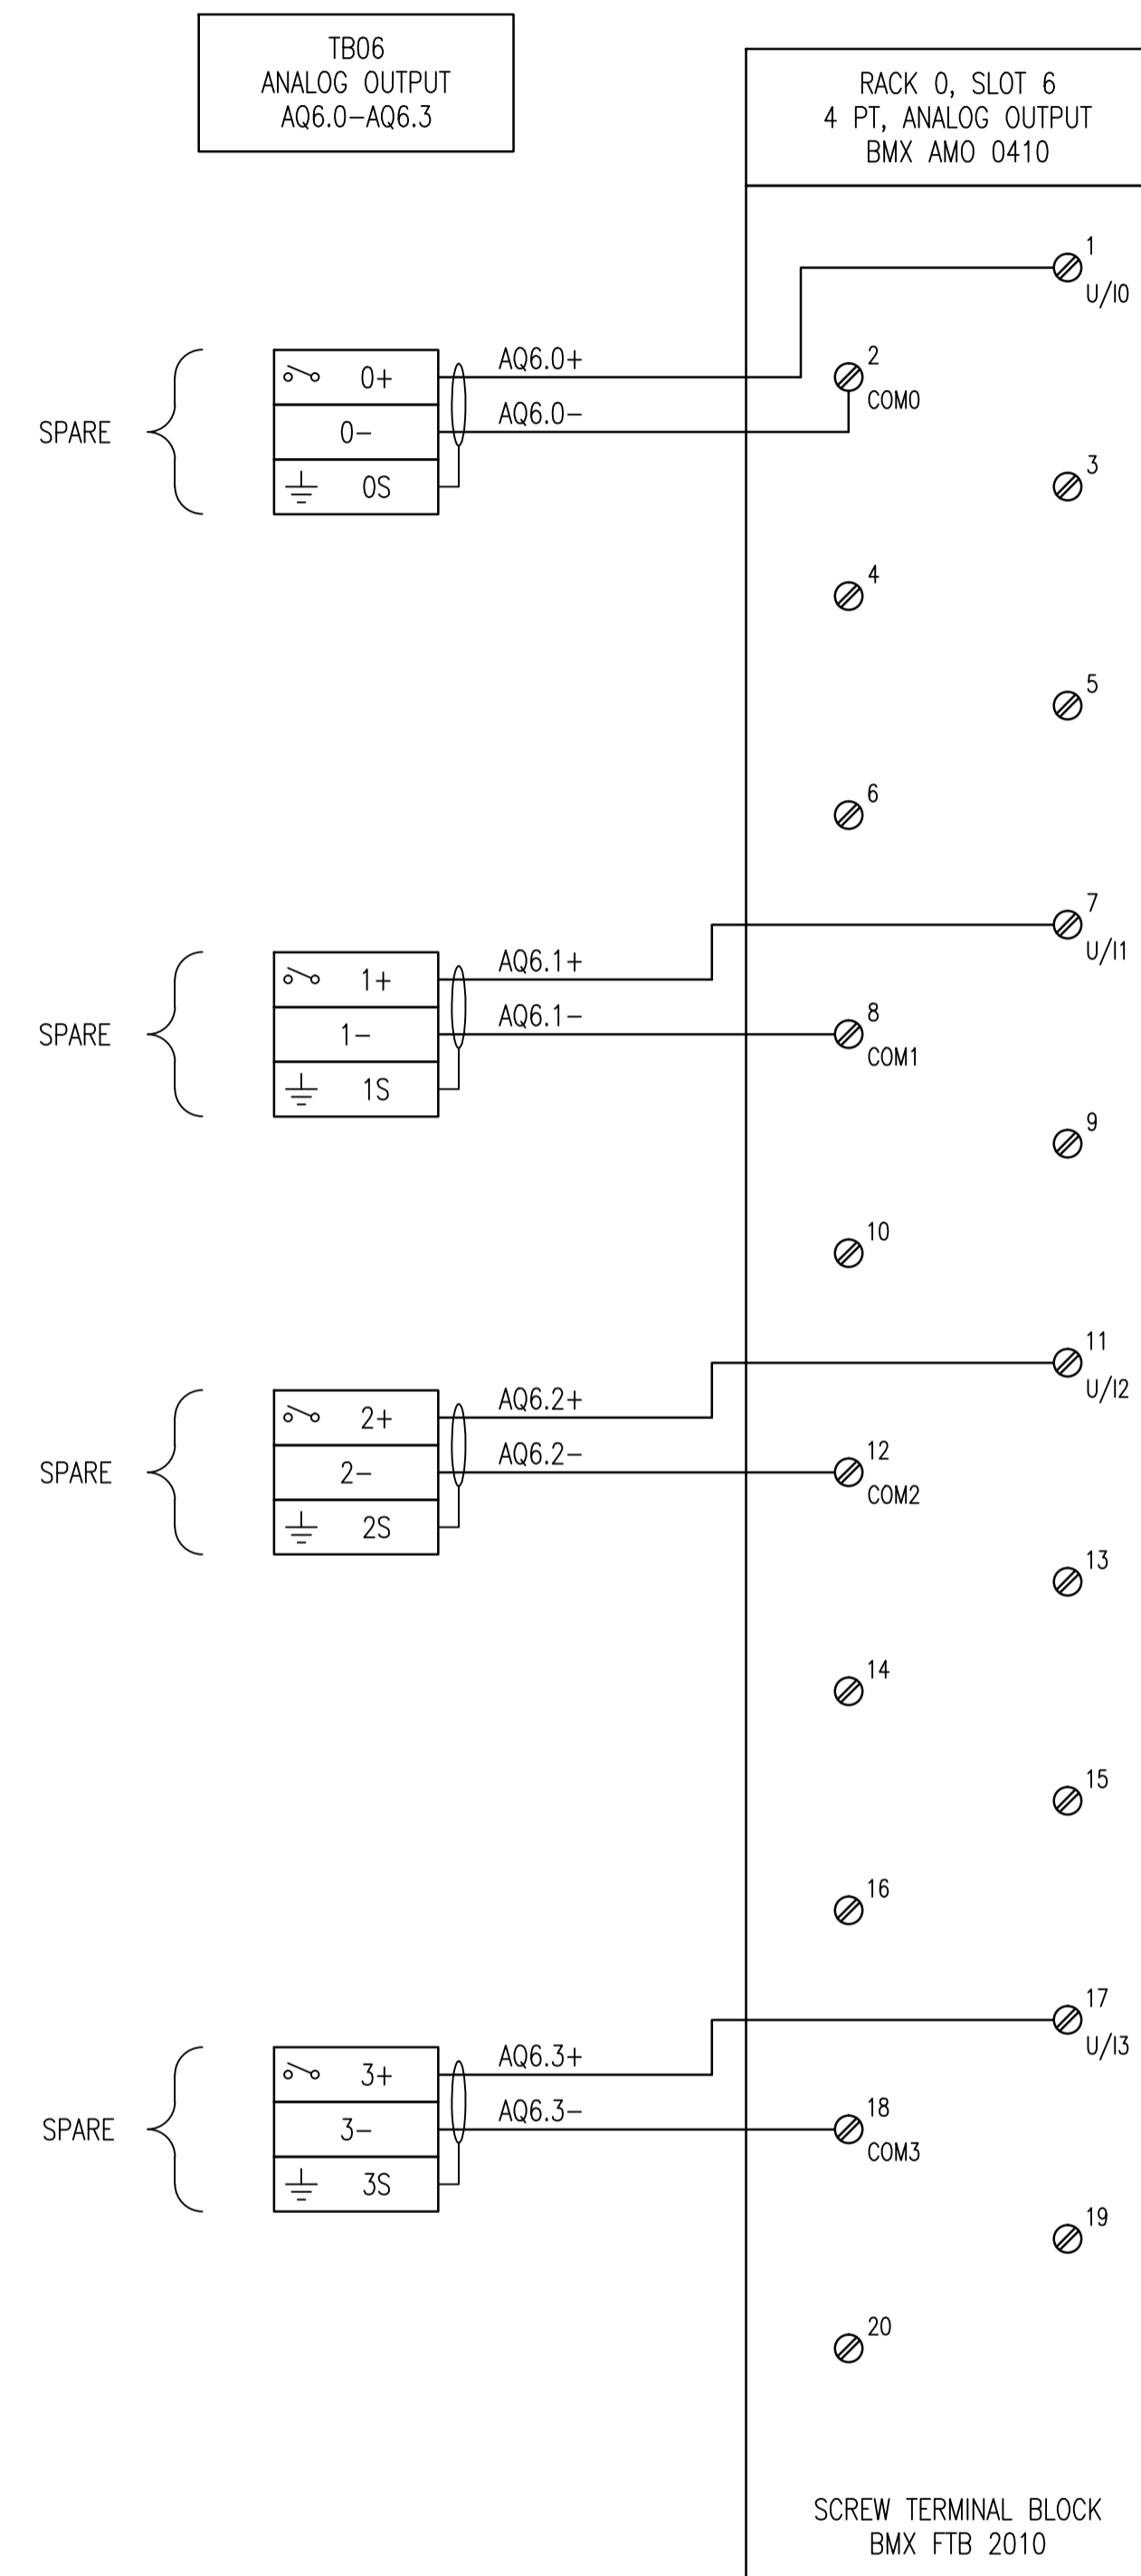 TB06
ANALOG OUTPUT
AQ6.0-AQ6.3
RACK 0, SLOT 6
4 PT, ANALOG OUTPUT
BMX AMO 0410
1
U/I0
SPARE
0+
AQ6.0+
2
COM0
0-
AQ6.0-
0S
3
4
5
6
7
U/I1
SPARE
1+
AQ6.1+
1-
AQ6.1-
8
COM1
1S
9
10
11
U/I2
SPARE
2+
AQ6.2+
2-
AQ6.2-
12
COM2
2S
13
14
15
16
17
U/I3
SPARE
3+
AQ6.3+
3-
AQ6.3-
18
COM3
3S
19
20
SCREW TERMINAL BLOCK
BMX FTB 2010